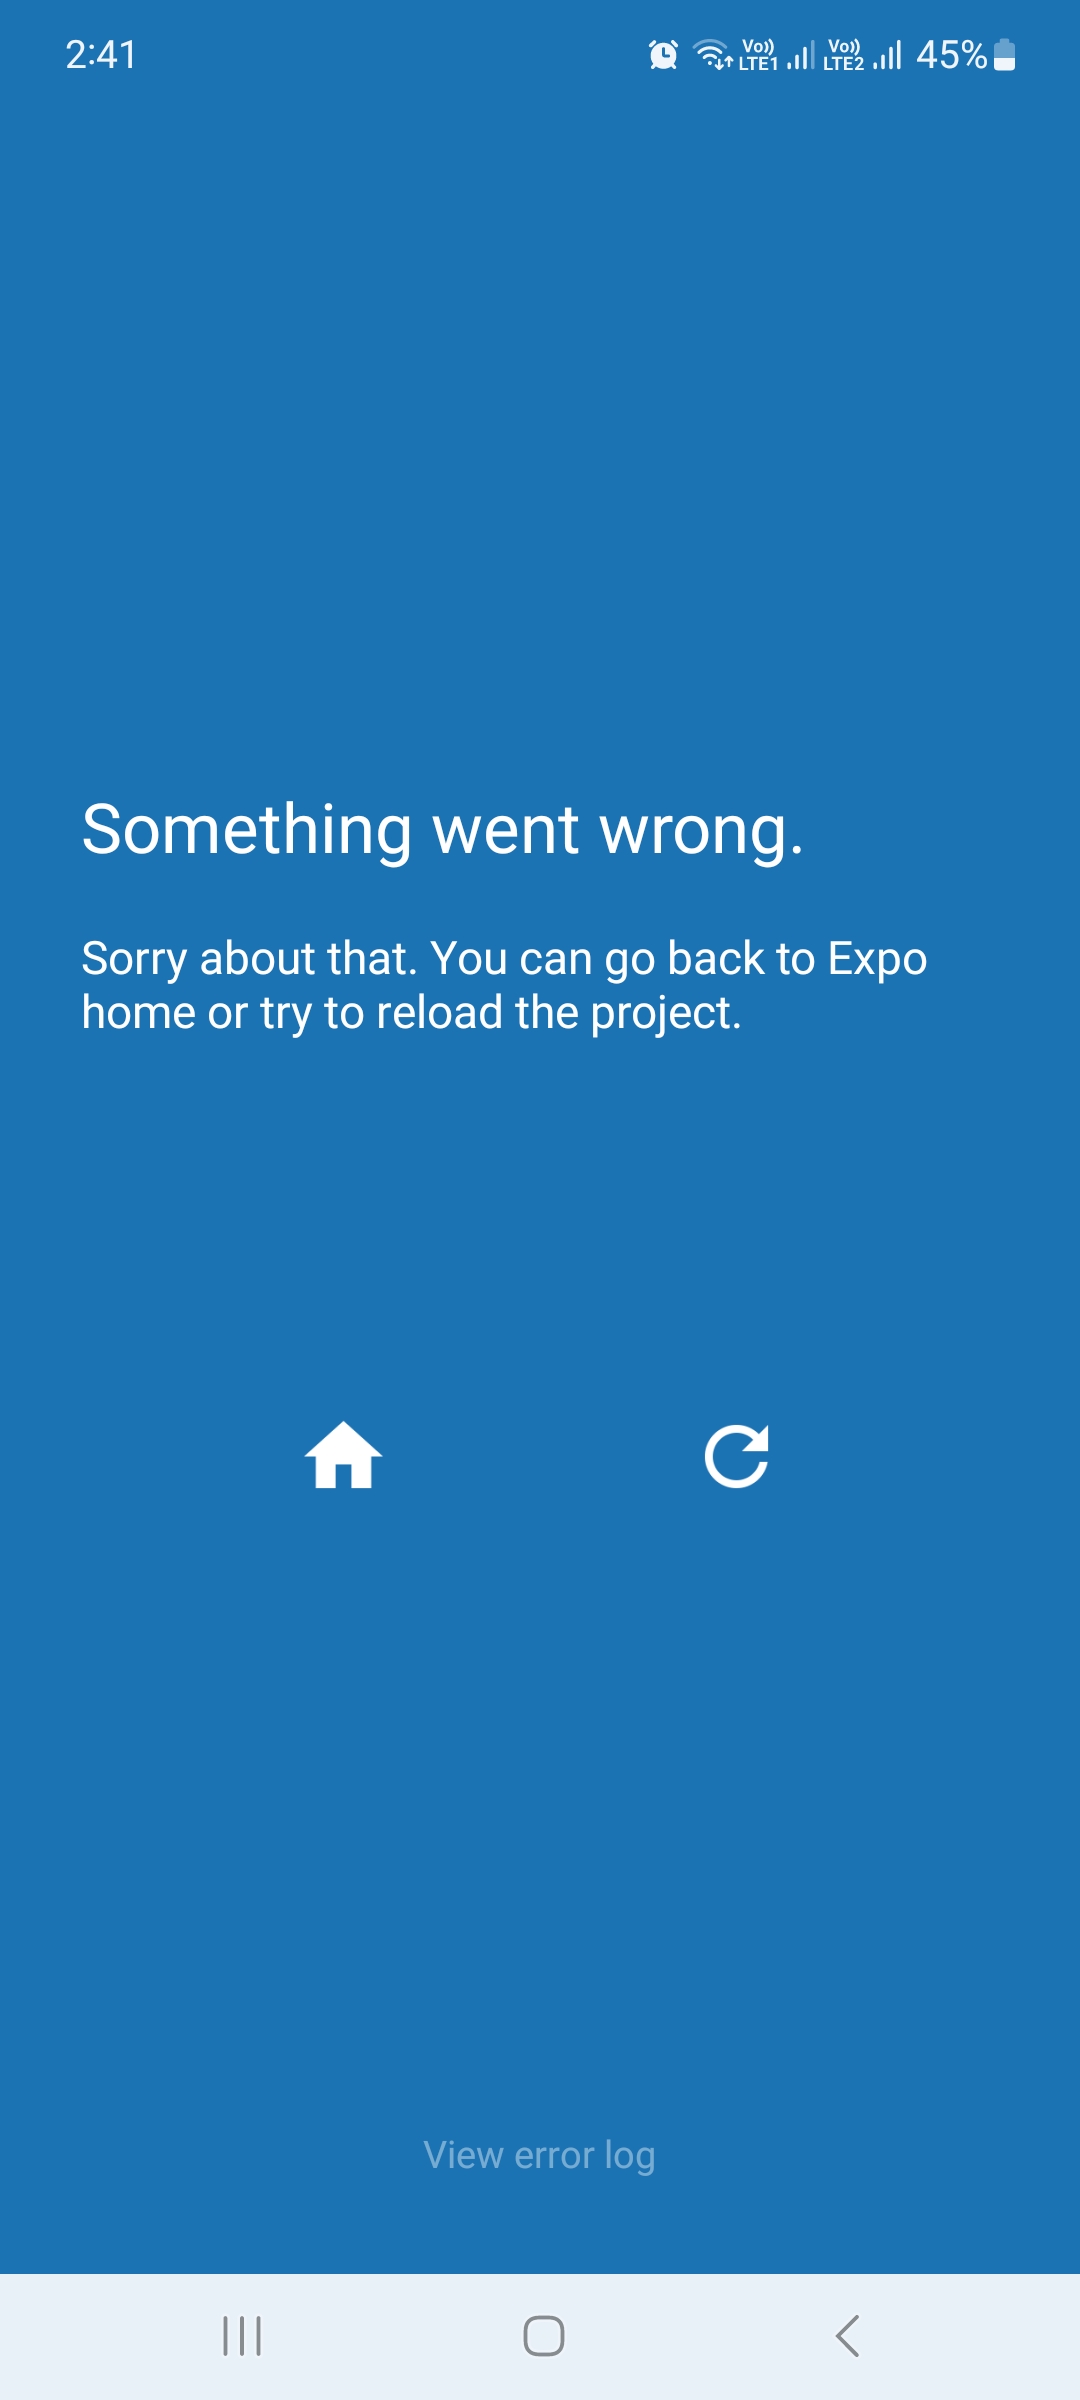 2:41
Vo)) LTE1 Vo)) LTE2 45%
Something went wrong.
Sorry about that. You can go back to Expo
home or try to reload the project.
View error log